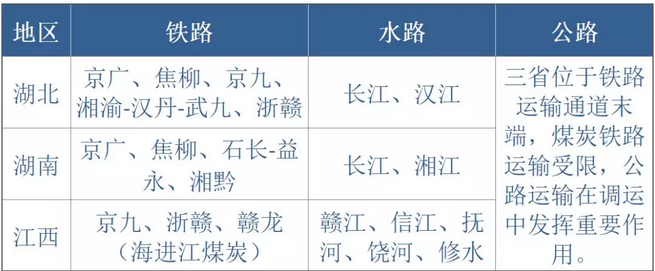 地区 铁路 水路 公路
湖北 京广、焦柳、京九、
湘渝-汉丹-武九、浙赣 长江、汉江
湖南 京广、焦柳、石长-益
永、湘黔 长江、湘江
江西 京九、浙赣、赣龙
（海进江煤炭） 赣江、信江、抚
河、饶河、修水
三省位于铁路
运输通道末
端，煤炭铁路
运输受限，公
路运输在调运
中发挥重要作
用。